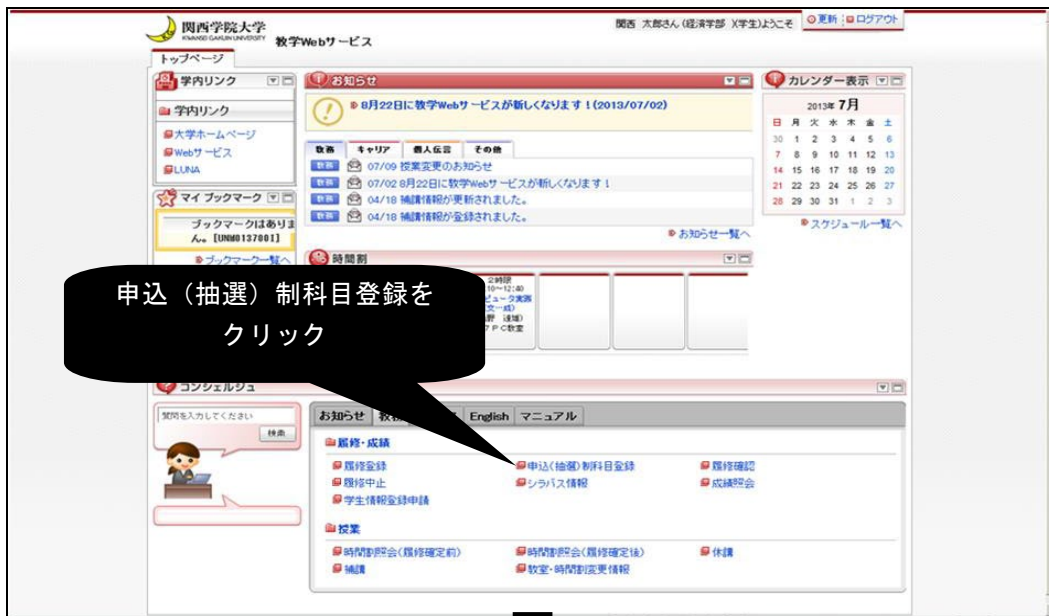 関西学院大学
KWANSEI GAKUIN UNIVERSITY
教学Webサービス
関西 太郎さん（経済学部 X学生）ようこそ
更新
ログアウト
トップページ
学内リンク
学内リンク
大学ホームページ
Webサービス
LUNA
マイ ブックマーク
ブックマークはありま
ん。[UNM0137001]
ブックマーク一覧へ
お知らせ
8月22日に教学Webサービスが新しくなります！(2013/07/02)
教務 キャリア 個人伝言 その他
教務 07/09 授業変更のお知らせ
教務 07/02 8月22日に教学Webサービスが新しくなります！
教務 04/18 補講情報が更新されました。
教務 04/18 補講情報が登録されました。
お知らせ一覧へ
カレンダー表示
2013年 7月
日 月 火 水 木 金 土
30 1 2 3 4 5 6
7 8 9 10 11 12 13
14 15 16 17 18 19 20
21 22 23 24 25 26 27
28 29 30 31 1 2 3
スケジュール一覧へ
時間割
2時限
10～12:40
ピュータ実践
PC教室
申込（抽選）制科目登録を
クリック
コンシェルジュ
質問を入力してください
検索
お知らせ
English
マニュアル
履修・成績
履修登録
申込(抽選)制科目登録
履修確認
履修中止
シラバス情報
成績照会
学生情報登録申請
授業
時間割照会(履修確定前)
時間割照会(履修確定後)
休講
補講
教室・時間割変更情報